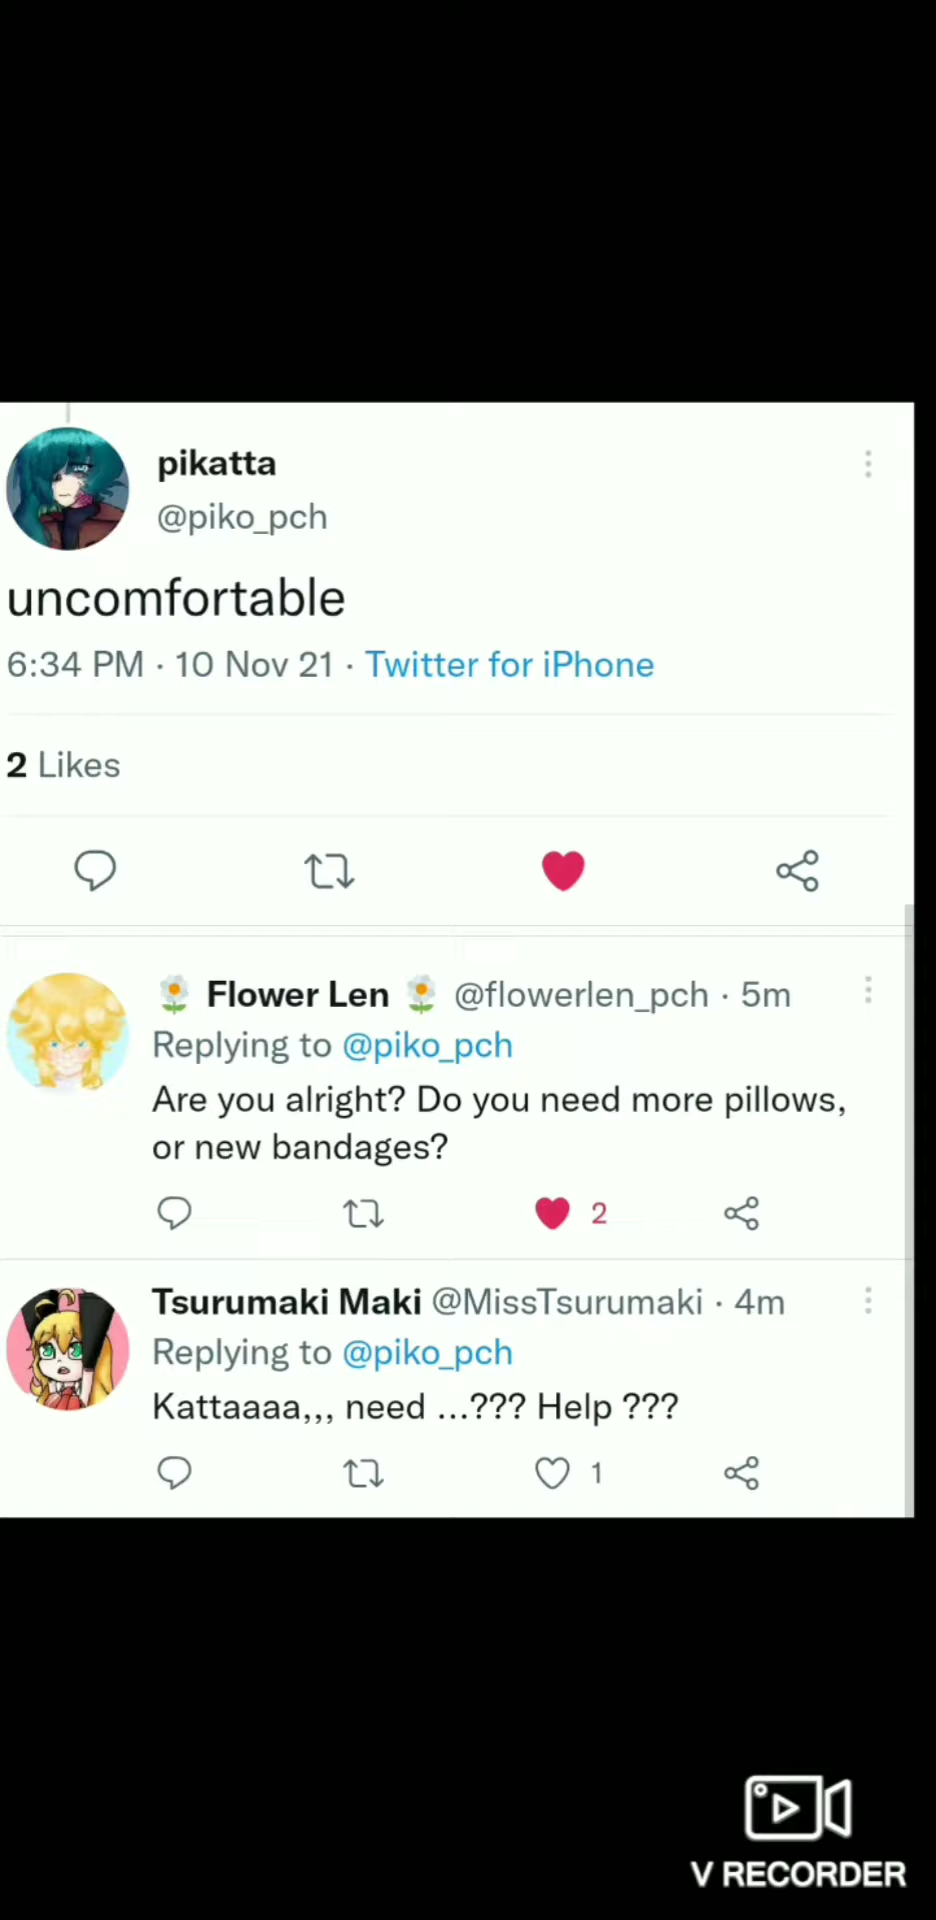 pikatta
@piko_pch
uncomfortable
6:34 PM · 10 Nov 21 · Twitter for iPhone
2 Likes
🌼 Flower Len 🌼 @flowerlen_pch · 5m
Replying to @piko_pch
Are you alright? Do you need more pillows,
or new bandages?
2
Tsurumaki Maki @MissTsurumaki · 4m
Replying to @piko_pch
Kattaaaa,,, need ...??? Help ???
1
V RECORDER